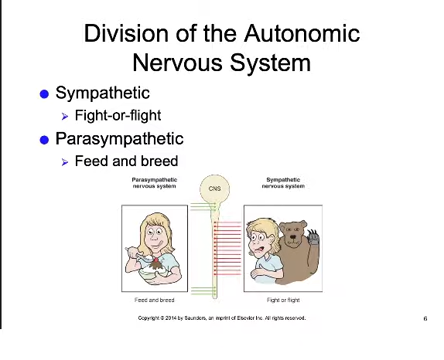 Division of the Autonomic
Nervous System
Sympathetic
Fight-or-flight
Parasympathetic
Feed and breed
Parasympathetic
nervous system
CNS
Sympathetic
nervous system
Feed and breed
Fight or flight
Copyright © 2014 by Saunders, an imprint of Elsevier Inc. All rights reserved.
6